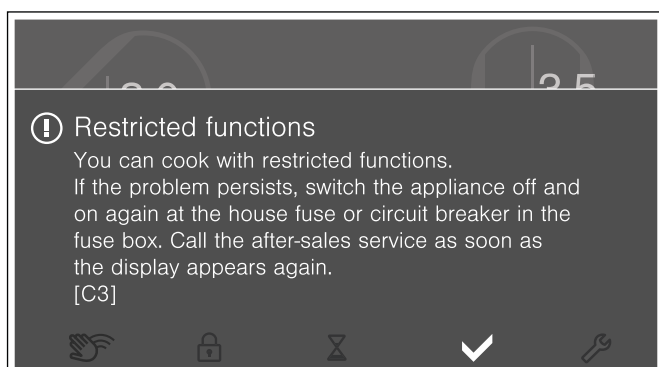 Restricted functions
You can cook with restricted functions.
If the problem persists, switch the appliance off and
on again at the house fuse or circuit breaker in the
fuse box. Call the after-sales service as soon as
the display appears again.
[C3]